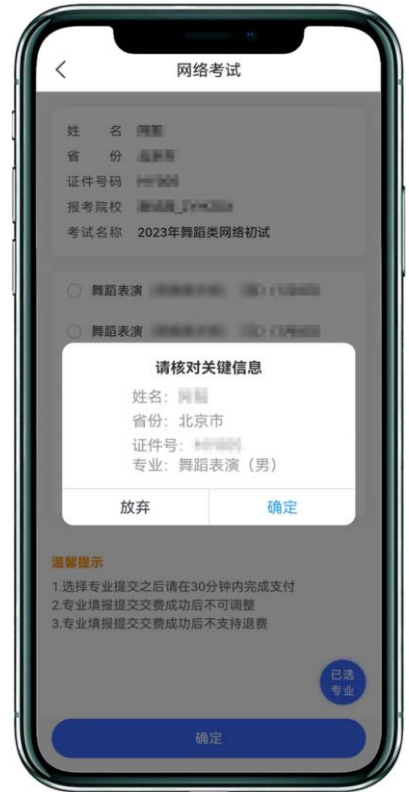 网络考试
姓 名
省 份
证件号码
报考院校
考试名称 2023年舞蹈类网络初试
舞蹈表演
舞蹈表演
请核对关键信息
姓名：
省份：北京市
证件号：
专业：舞蹈表演（男）
放弃 确定
温馨提示
1.选择专业提交之后请在30分钟内完成支付
2.专业填报提交交费成功后不可调整
3.专业填报提交交费成功后不支持退费
已选
专业
确定